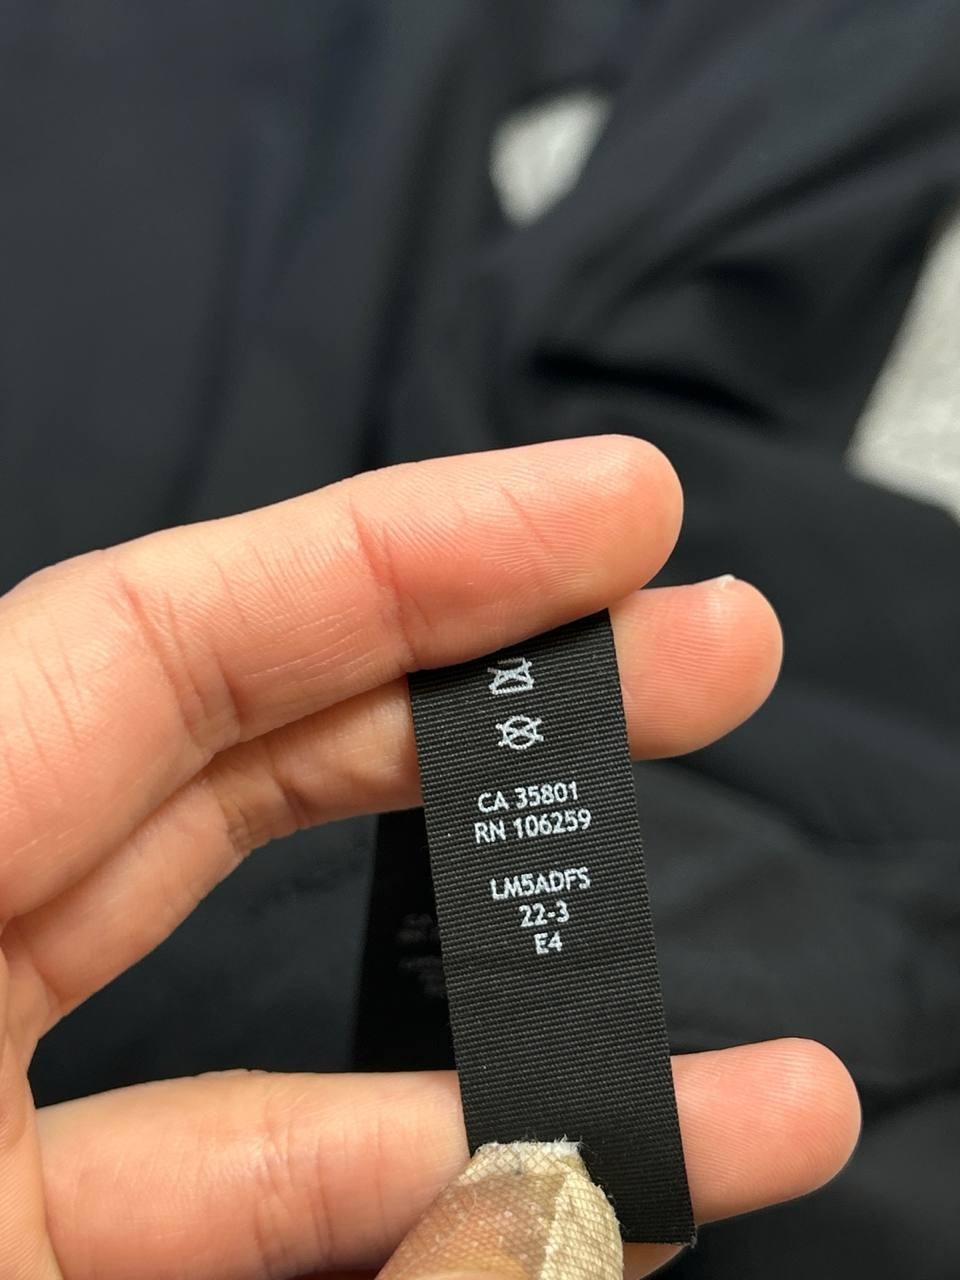 CA 35801
RN 106259
LM5ADFS
22-3
E4